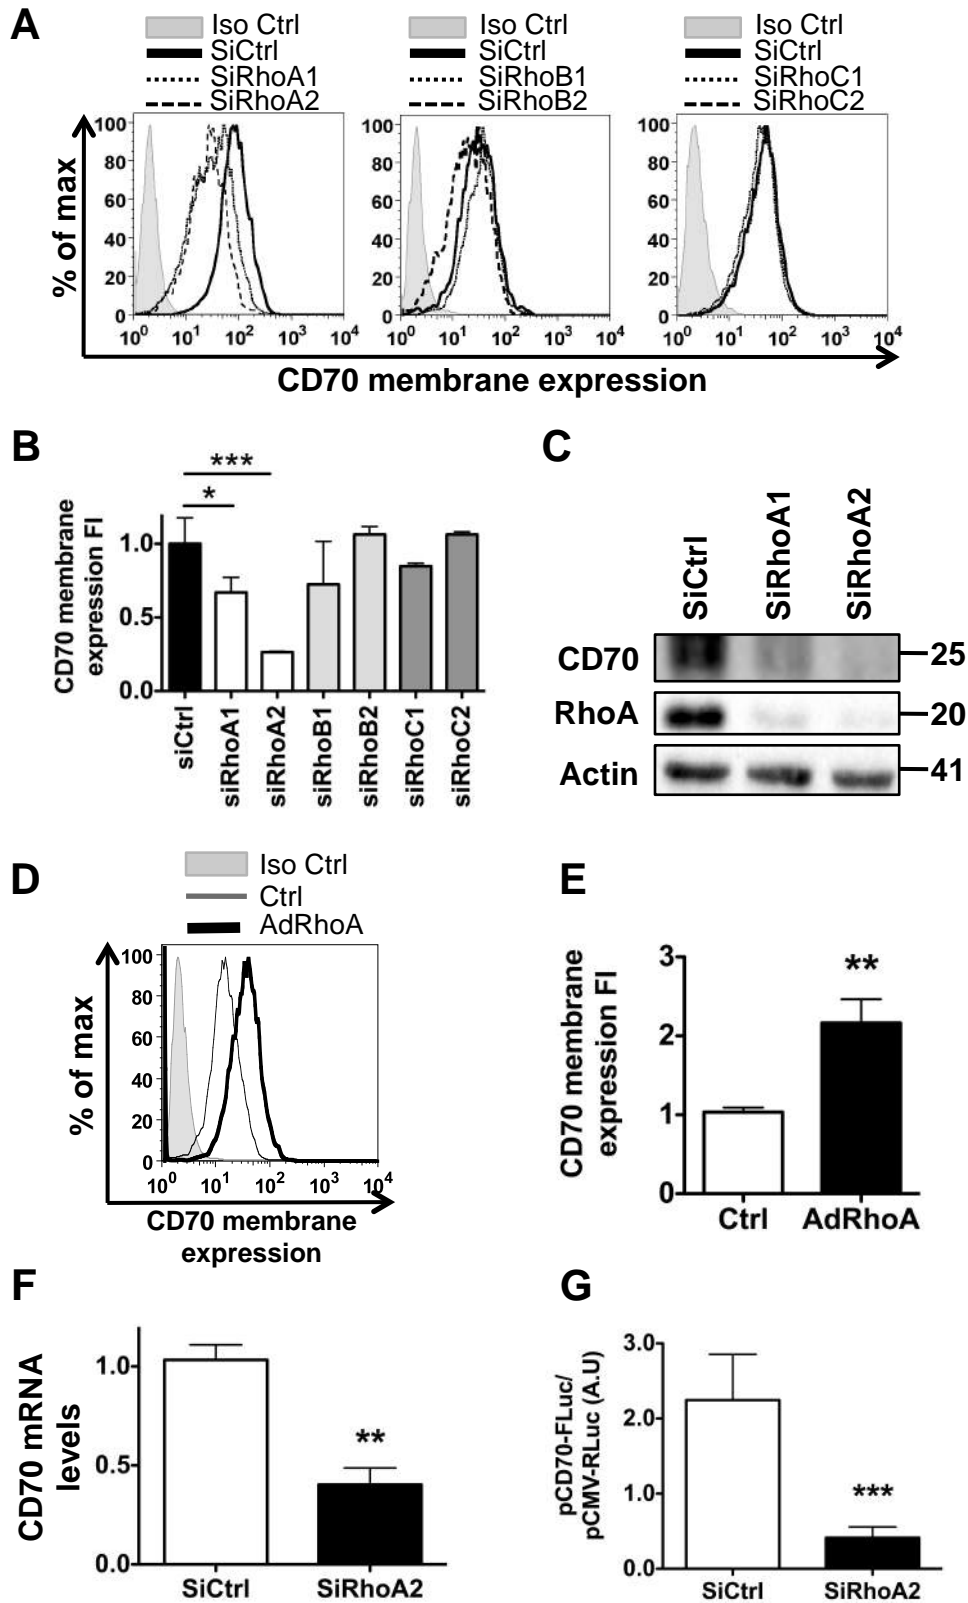 A
Iso Ctrl
SiCtrl
SiRhoA1
SiRhoA2
Iso Ctrl
SiCtrl
SiRhoB1
SiRhoB2
Iso Ctrl
SiCtrl
SiRhoC1
SiRhoC2
% of max
100
80
60
40
20
0
10^0 10^1 10^2 10^3 10^4
100
80
60
40
20
0
10^0 10^1 10^2 10^3 10^4
100
80
60
40
20
0
10^0 10^1 10^2 10^3 10^4
CD70 membrane expression
B
CD70 membrane
expression FI
***
*
1.0
0.5
0.0
siCtrl
siRhoA1
siRhoA2
siRhoB1
siRhoB2
siRhoC1
siRhoC2
C
SiCtrl
SiRhoA1
SiRhoA2
CD70
25
RhoA
20
Actin
41
D
Iso Ctrl
Ctrl
AdRhoA
% of max
100
80
60
40
20
0
10^0 10^1 10^2 10^3 10^4
CD70 membrane
expression
E
CD70 membrane
expression FI
3
2
1
0
**
Ctrl
AdRhoA
F
CD70 mRNA
levels
1.0
0.5
0.0
**
SiCtrl
SiRhoA2
G
pCD70-FLuc/
pCMV-RLuc (A.U)
3.0
2.0
1.0
0.0
***
SiCtrl
SiRhoA2